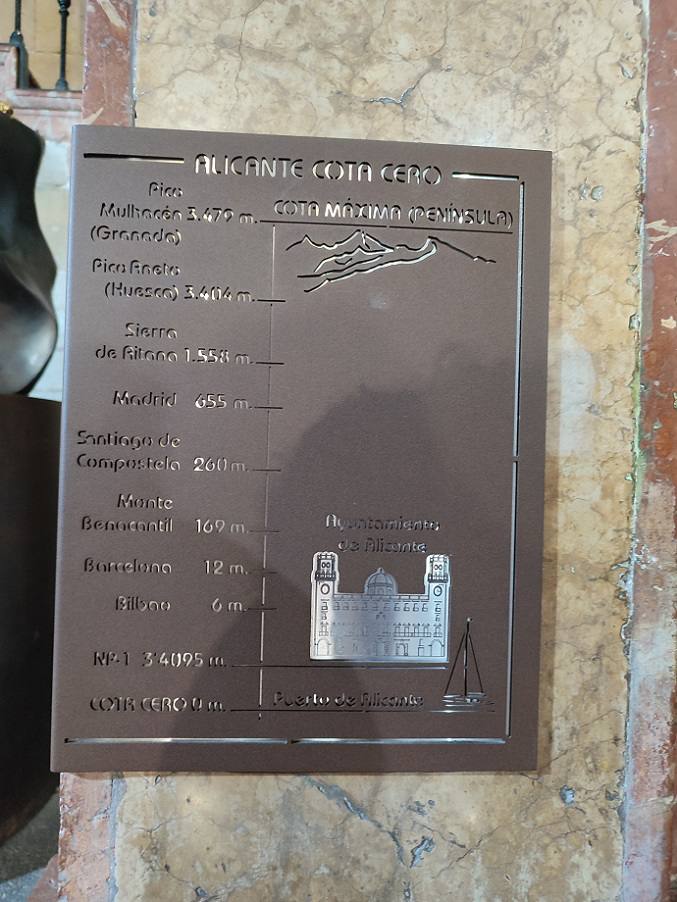 ALICANTE COTA CERO
Pico
Mulhacén 3.479 m.
(Granada)
COTA MÁXIMA (PENÍNSULA)
Pico Aneto
(Huesca) 3.404 m.
Sierra
de Aitana 1.558 m.
Madrid 655 m.
Santiago de
Compostela 260 m.
Monte
Benacantil 169 m.
Barcelona 12 m.
Bilbao 6 m.
Ayuntamiento
de Alicante
NP-1 3'4095 m.
COTA CERO 0 m.
Puerto de Alicante